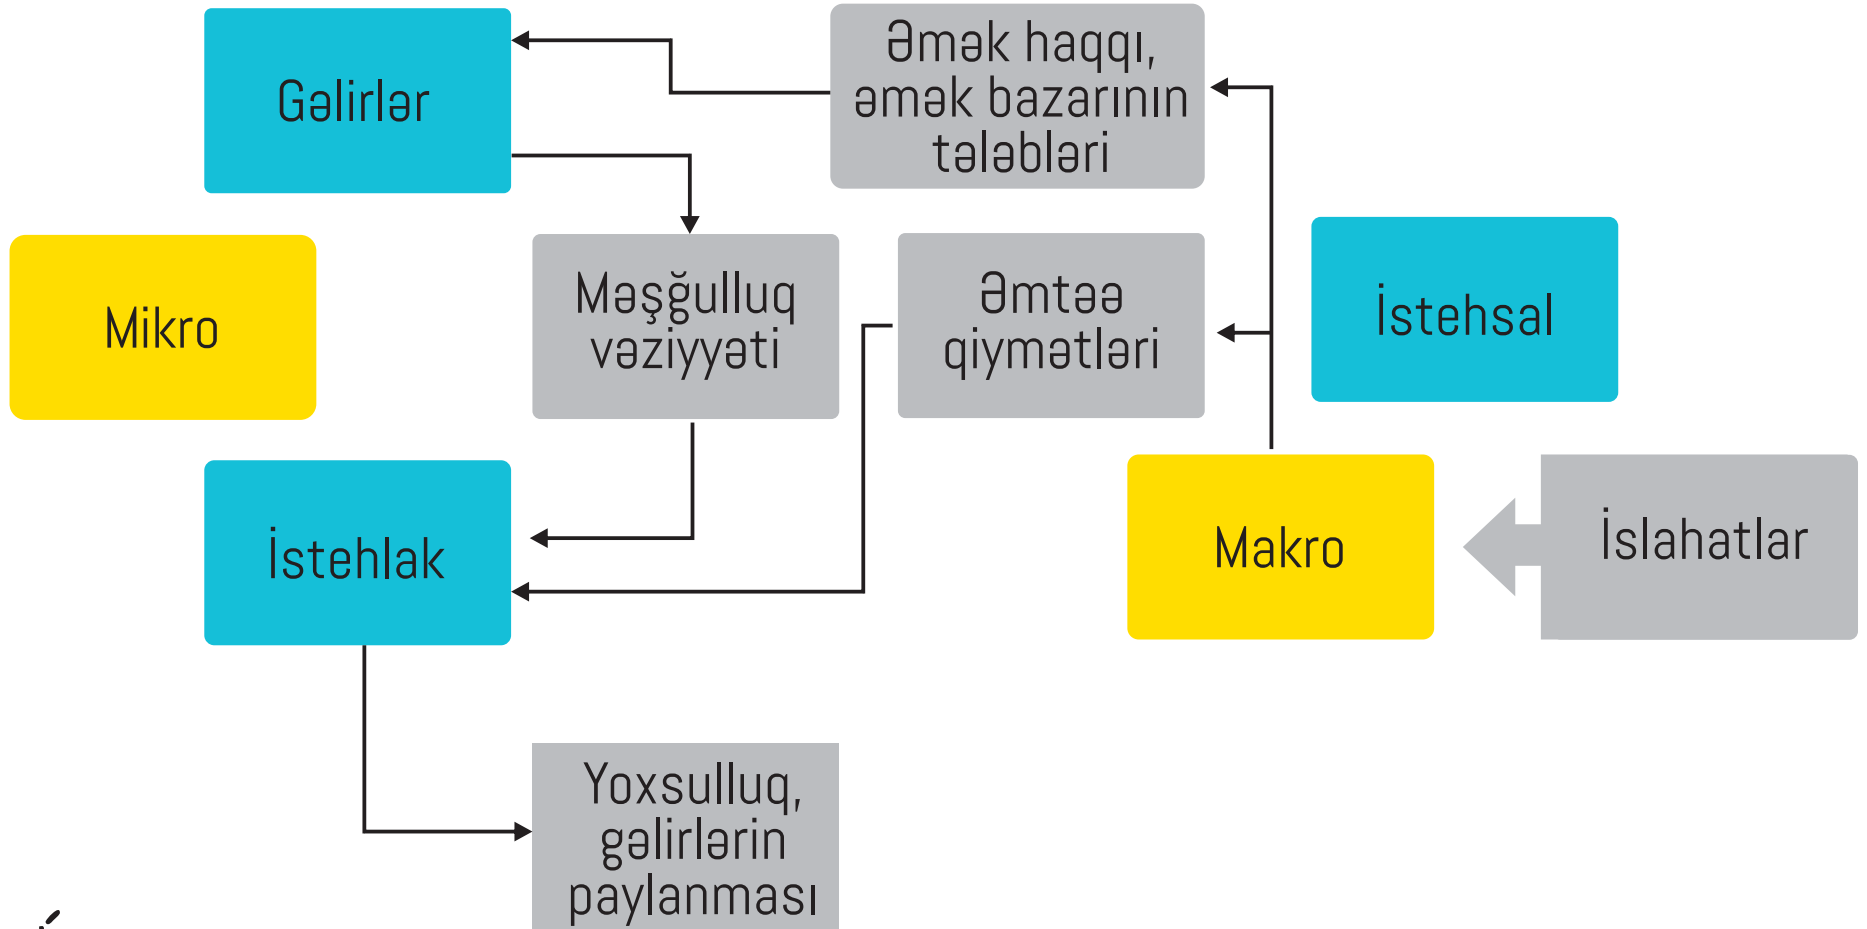 Gəlirlər
Əmək haqqı,
əmək bazarının
tələbləri
Mikro
Məşğulluq
vəziyyəti
Əmtəə
qiymətləri
İstehsal
İstehlak
Makro
İslahatlar
Yoxsulluq,
gəlirlərin
paylanması